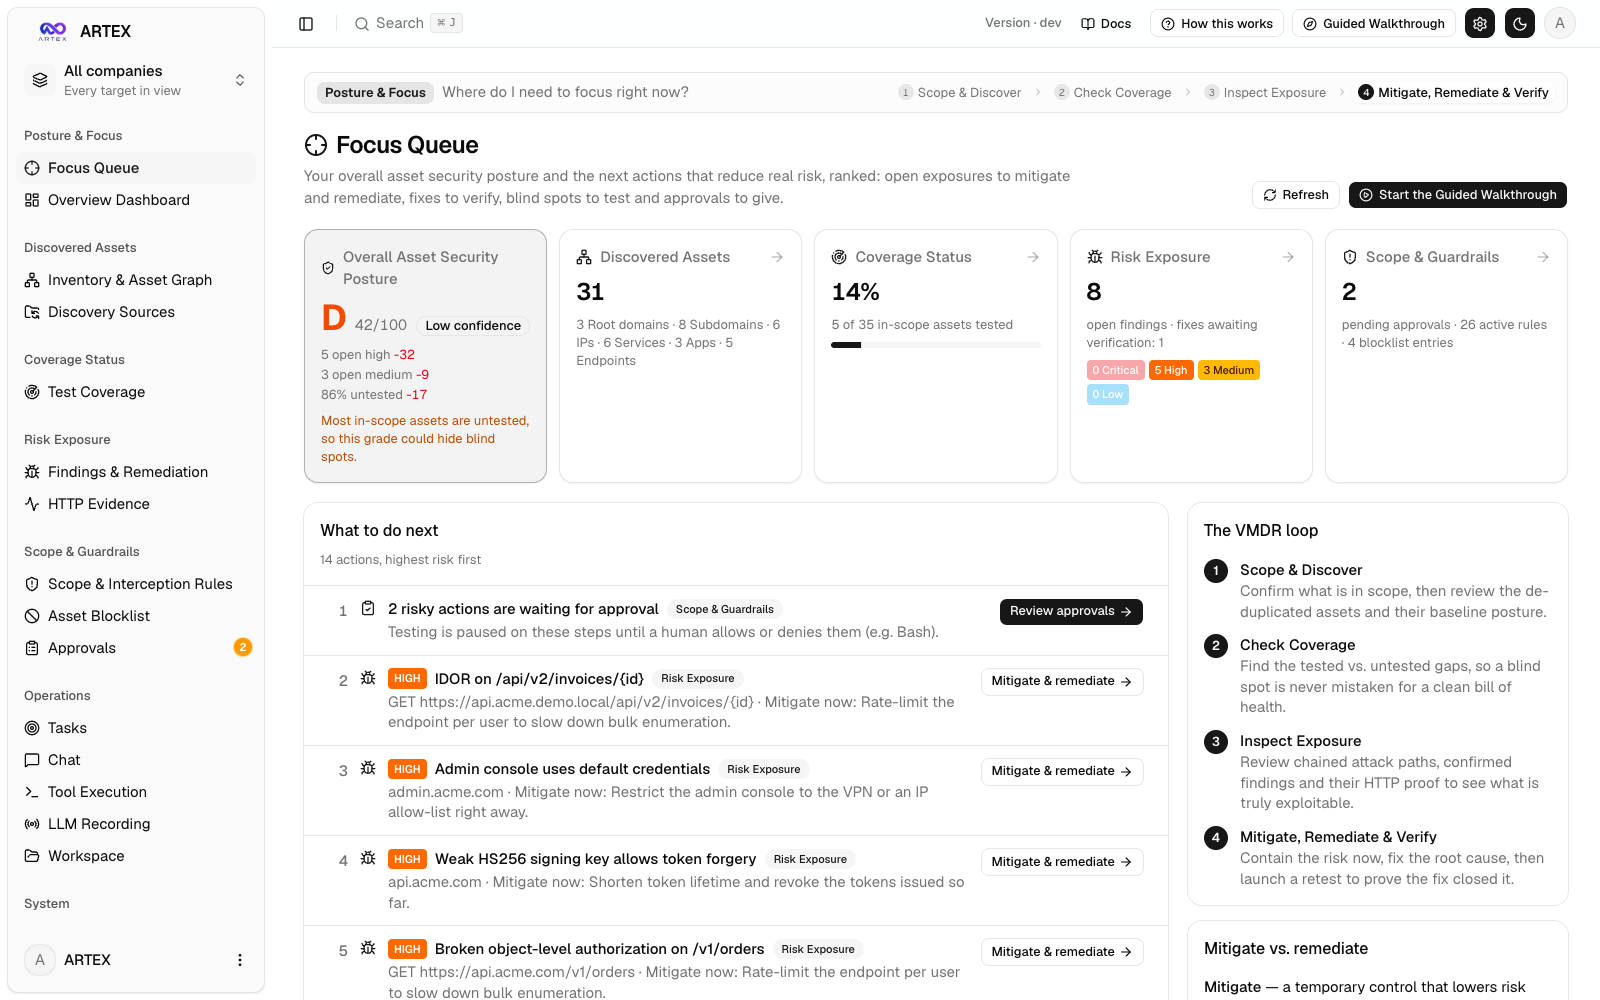 ARTEX
ARTEX
All companies
Every target in view
Posture & Focus
Focus Queue
Overview Dashboard
Discovered Assets
Inventory & Asset Graph
Discovery Sources
Coverage Status
Test Coverage
Risk Exposure
Findings & Remediation
HTTP Evidence
Scope & Guardrails
Scope & Interception Rules
Asset Blocklist
Approvals
2
Operations
Tasks
Chat
Tool Execution
LLM Recording
Workspace
System
A
ARTEX
Search ⌘ J
Version · dev
Docs
How this works
Guided Walkthrough
A
Posture & Focus Where do I need to focus right now?
1 Scope & Discover
2 Check Coverage
3 Inspect Exposure
4 Mitigate, Remediate & Verify
Focus Queue
Your overall asset security posture and the next actions that reduce real risk, ranked: open exposures to mitigate
and remediate, fixes to verify, blind spots to test and approvals to give.
Refresh
Start the Guided Walkthrough
Overall Asset Security
Posture
D 42/100 Low confidence
5 open high -32
3 open medium -9
86% untested -17
Most in-scope assets are untested,
so this grade could hide blind
spots.
Discovered Assets
31
3 Root domains · 8 Subdomains · 6
IPs · 6 Services · 3 Apps · 5
Endpoints
Coverage Status
14%
5 of 35 in-scope assets tested
Risk Exposure
8
open findings · fixes awaiting
verification: 1
0 Critical 5 High 3 Medium
0 Low
Scope & Guardrails
2
pending approvals · 26 active rules
· 4 blocklist entries
What to do next
14 actions, highest risk first
1 2 risky actions are waiting for approval Scope & Guardrails
Testing is paused on these steps until a human allows or denies them (e.g. Bash).
Review approvals
2 HIGH IDOR on /api/v2/invoices/{id} Risk Exposure
GET https://api.acme.demo.local/api/v2/invoices/{id} · Mitigate now: Rate-limit the
endpoint per user to slow down bulk enumeration.
Mitigate & remediate
3 HIGH Admin console uses default credentials Risk Exposure
admin.acme.com · Mitigate now: Restrict the admin console to the VPN or an IP
allow-list right away.
Mitigate & remediate
4 HIGH Weak HS256 signing key allows token forgery Risk Exposure
api.acme.com · Mitigate now: Shorten token lifetime and revoke the tokens issued so
far.
Mitigate & remediate
5 HIGH Broken object-level authorization on /v1/orders Risk Exposure
GET https://api.acme.com/v1/orders · Mitigate now: Rate-limit the endpoint per user
to slow down bulk enumeration.
Mitigate & remediate
The VMDR loop
1 Scope & Discover
Confirm what is in scope, then review the de-
duplicated assets and their baseline posture.
2 Check Coverage
Find the tested vs. untested gaps, so a blind
spot is never mistaken for a clean bill of
health.
3 Inspect Exposure
Review chained attack paths, confirmed
findings and their HTTP proof to see what is
truly exploitable.
4 Mitigate, Remediate & Verify
Contain the risk now, fix the root cause, then
launch a retest to prove the fix closed it.
Mitigate vs. remediate
Mitigate — a temporary control that lowers risk